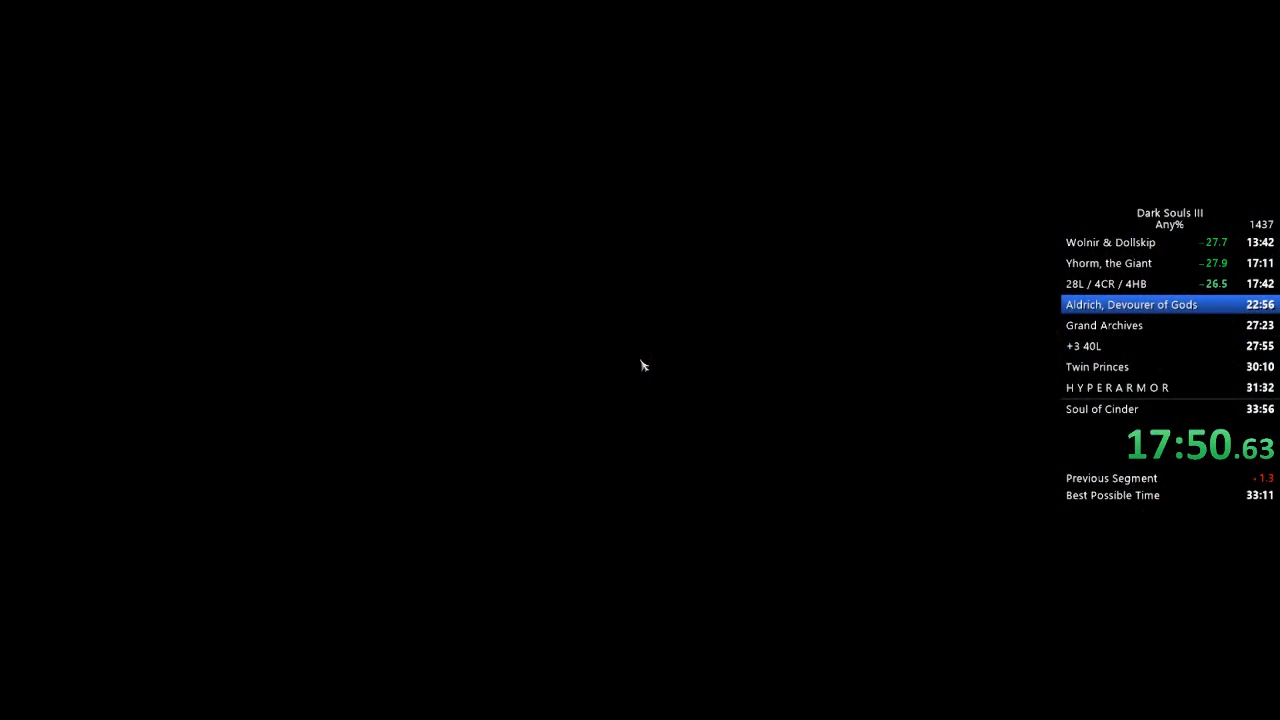 Dark Souls III
Any% 1437
Wolnir & Dollskip -27.7 13:42
Yhorm, the Giant -27.9 17:11
28L / 4CR / 4HB -26.5 17:42
Aldrich, Devourer of Gods 22:56
Grand Archives 27:23
+3 40L 27:55
Twin Princes 30:10
H Y P E R A R M O R 31:32
Soul of Cinder 33:56
17:50.63
Previous Segment +1.3
Best Possible Time 33:11